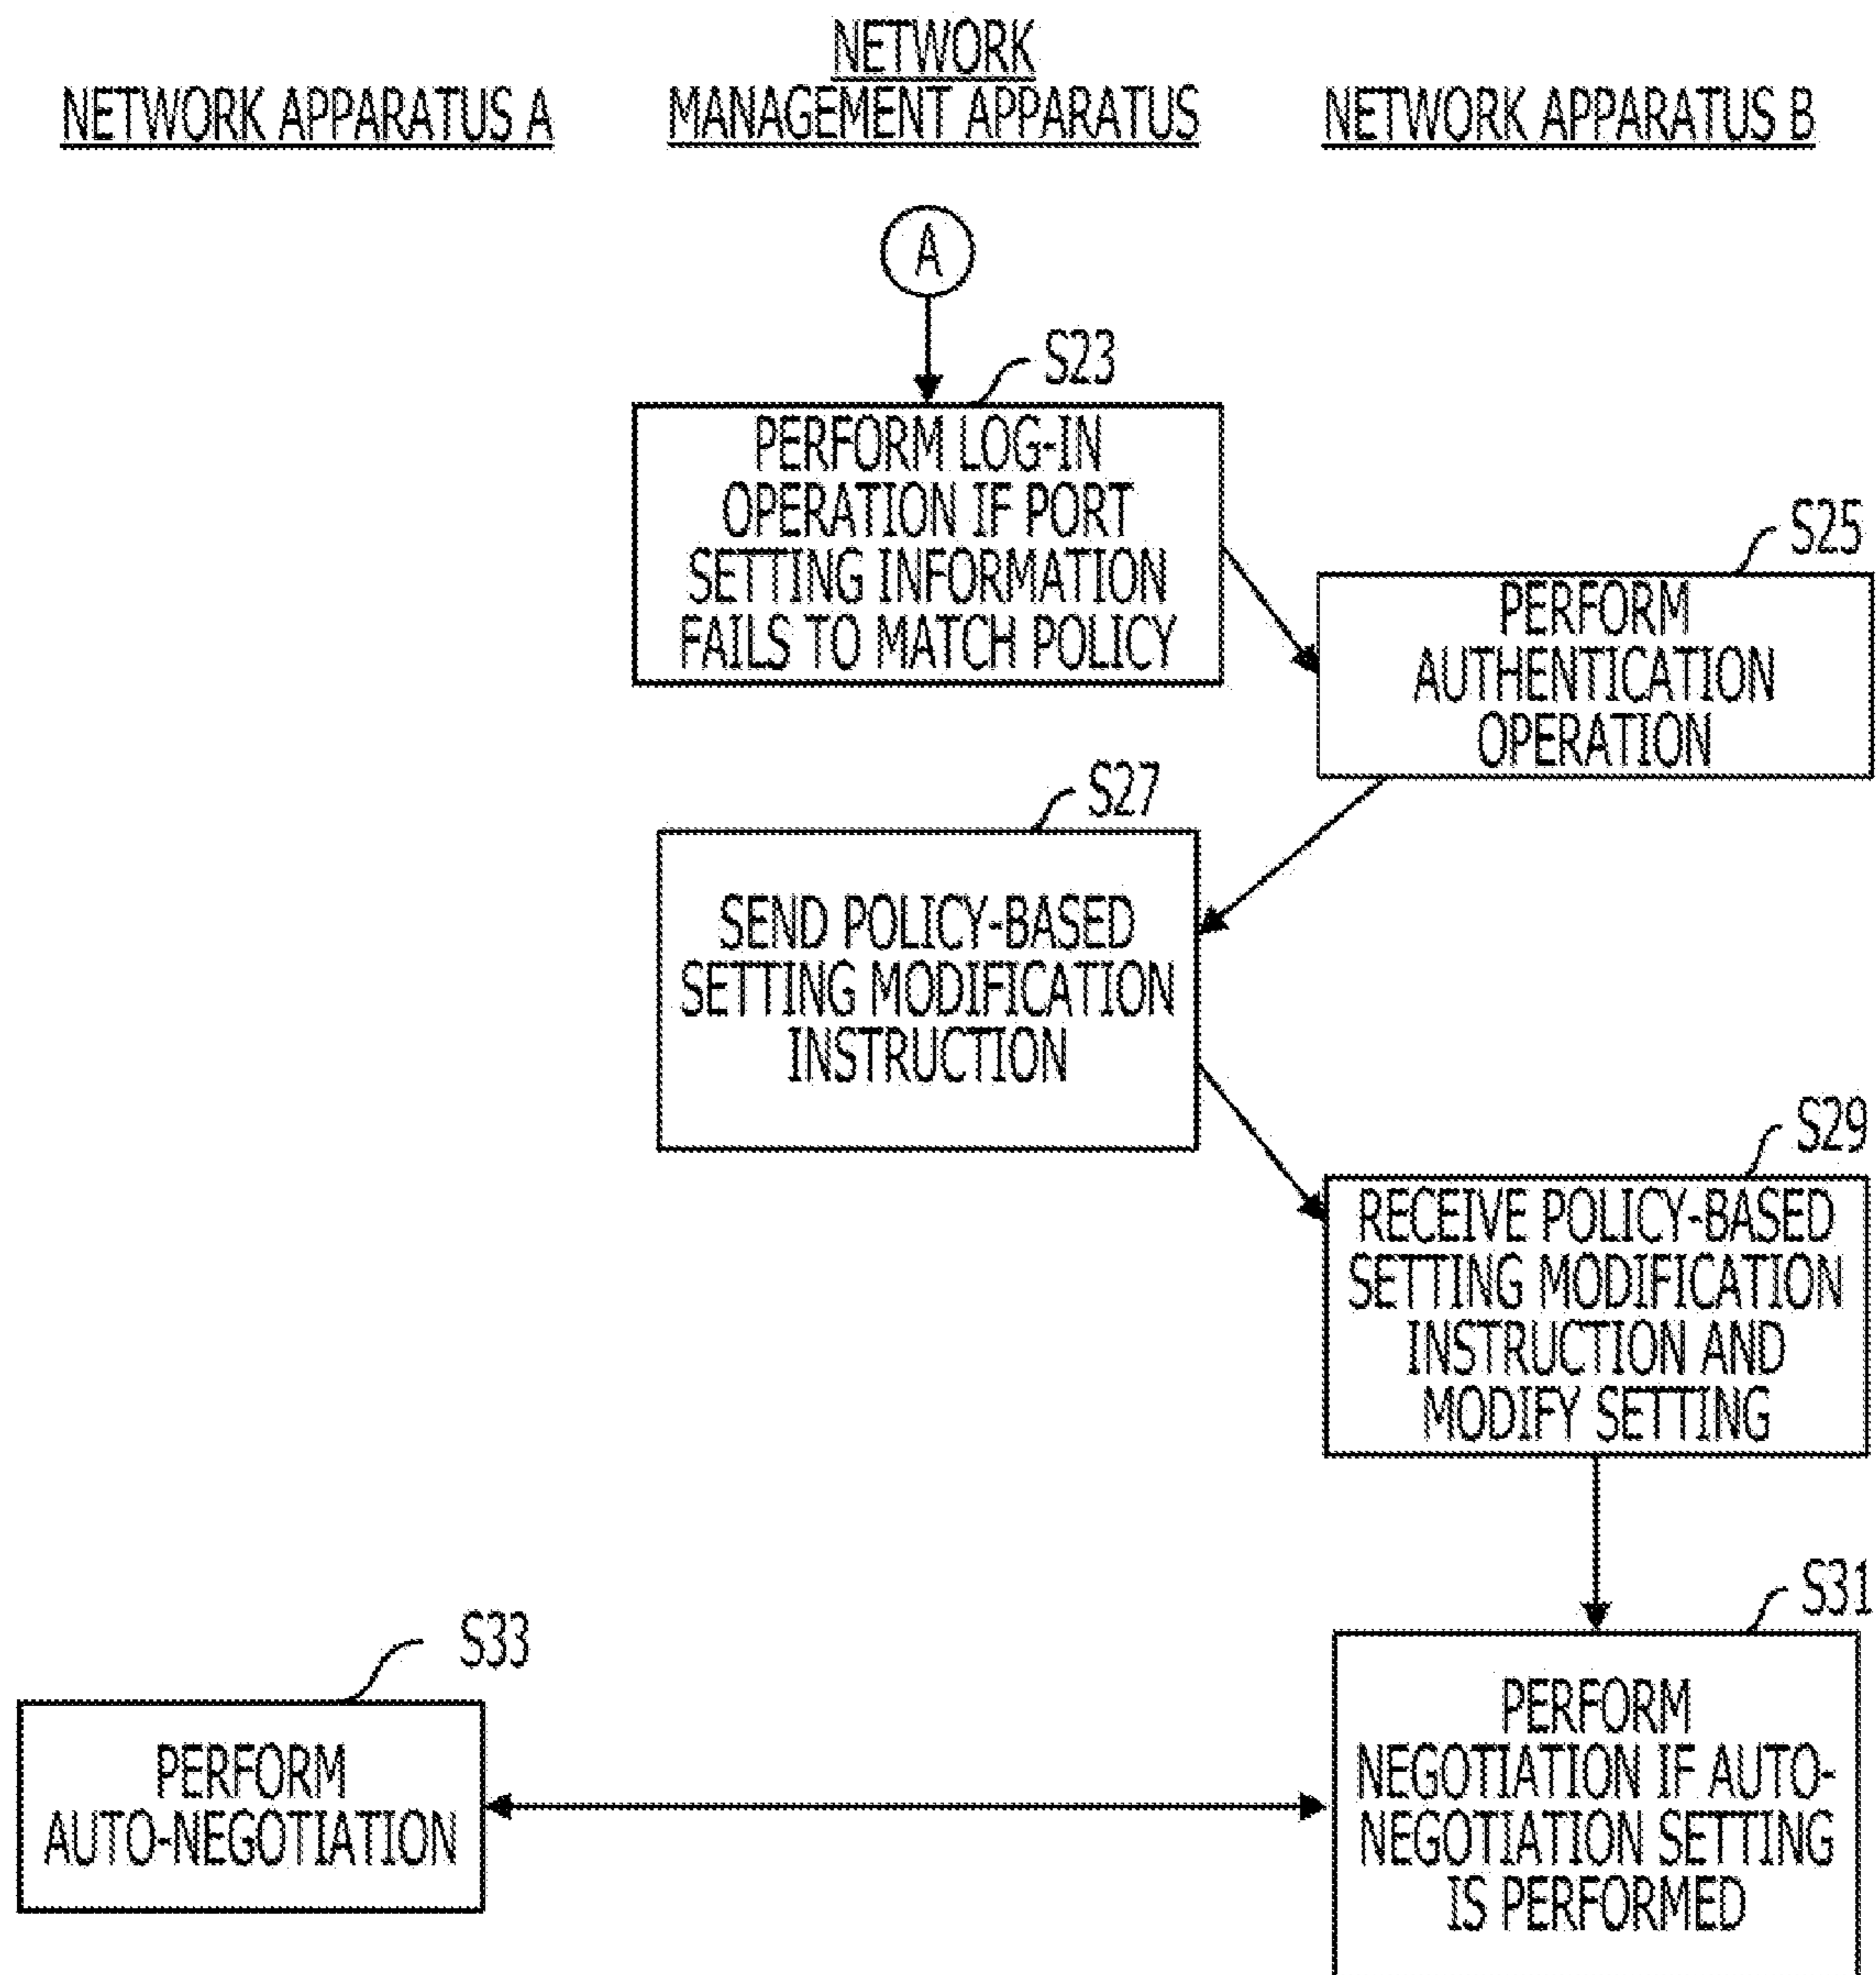 NETWORK APPARATUS A
NETWORK
MANAGEMENT APPARATUS
NETWORK APPARATUS B
A
S23
PERFORM LOG-IN
OPERATION IF PORT
SETTING INFORMATION
FAILS TO MATCH POLICY
S25
PERFORM
AUTHENTICATION
OPERATION
S27
SEND POLICY-BASED
SETTING MODIFICATION
INSTRUCTION
S29
RECEIVE POLICY-BASED
SETTING MODIFICATION
INSTRUCTION AND
MODIFY SETTING
S31
PERFORM
NEGOTIATION IF AUTO-
NEGOTIATION SETTING
IS PERFORMED
S33
PERFORM
AUTO-NEGOTIATION